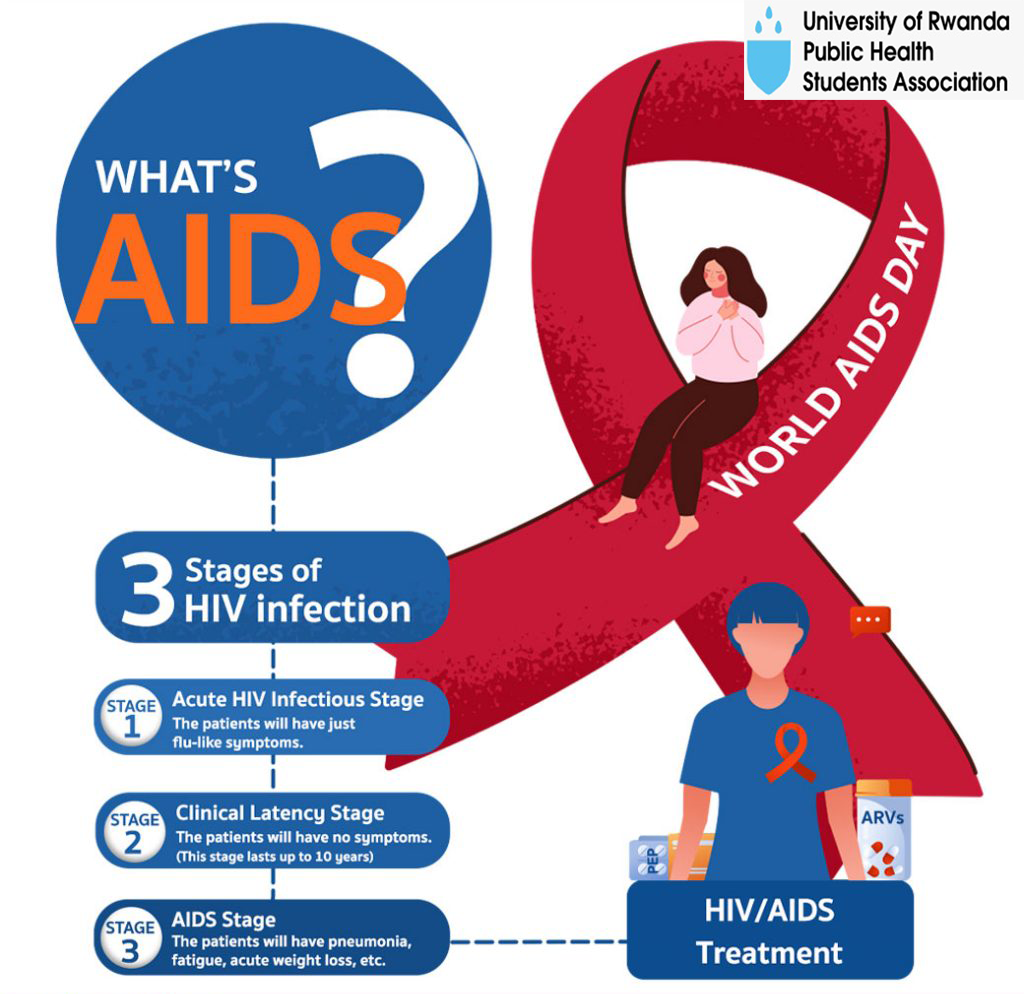 University of Rwanda
Public Health
Students Association
WHAT'S
AIDS?
WORLD AIDS DAY
3 Stages of
HIV infection
STAGE
1
Acute HIV Infectious Stage
The patients will have just
flu-like symptoms.
STAGE
2
Clinical Latency Stage
The patients will have no symptoms.
(This stage lasts up to 10 years)
STAGE
3
AIDS Stage
The patients will have pneumonia,
fatigue, acute weight loss, etc.
PEP
ARVs
HIV/AIDS
Treatment